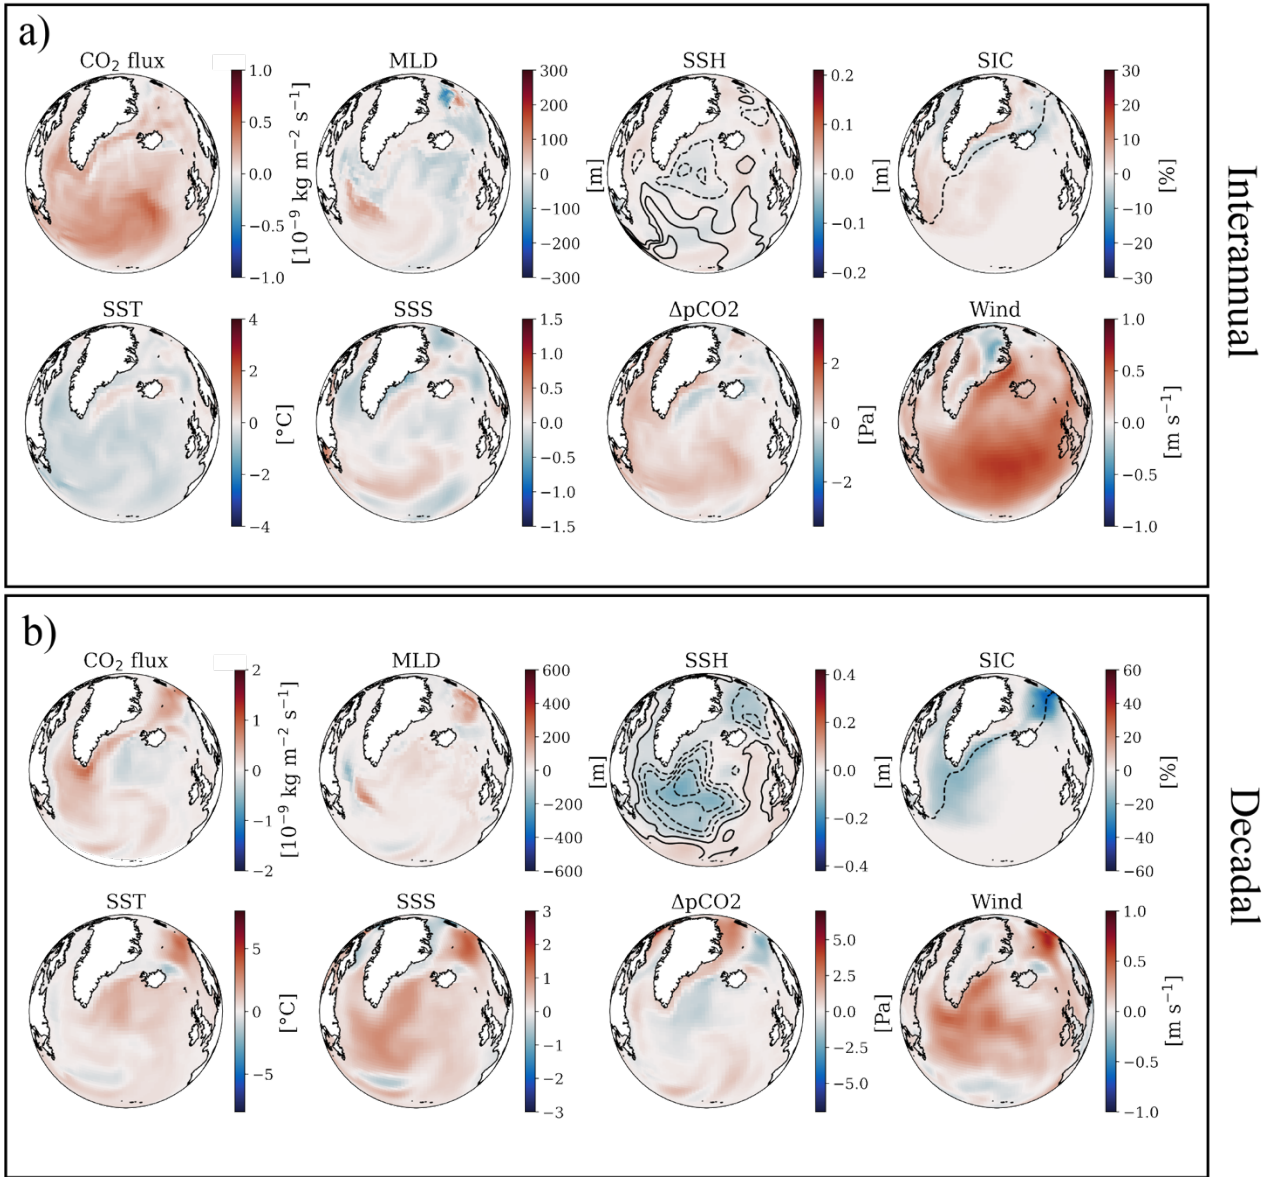 a)
CO₂ flux
MLD
SSH
SIC
1.0
0.5
0.0
−0.5
−1.0
[10⁻⁹ kg m⁻² s⁻¹]
300
200
100
0
−100
−200
−300
[m]
0.2
0.1
0.0
−0.1
−0.2
[m]
30
20
10
0
−10
−20
−30
[%]
SST
SSS
ΔpCO2
Wind
4
2
0
−2
−4
[°C]
1.5
1.0
0.5
0.0
−0.5
−1.0
−1.5
2
0
−2
[Pa]
1.0
0.5
0.0
−0.5
−1.0
[m s⁻¹]
Interannual
b)
CO₂ flux
MLD
SSH
SIC
2
1
0
−1
−2
[10⁻⁹ kg m⁻² s⁻¹]
600
400
200
0
−200
−400
−600
[m]
0.4
0.2
0.0
−0.2
−0.4
[m]
60
40
20
0
−20
−40
−60
[%]
SST
SSS
ΔpCO2
Wind
5
0
−5
[°C]
3
2
1
0
−1
−2
−3
5.0
2.5
0.0
−2.5
−5.0
[Pa]
1.0
0.5
0.0
−0.5
−1.0
[m s⁻¹]
Decadal